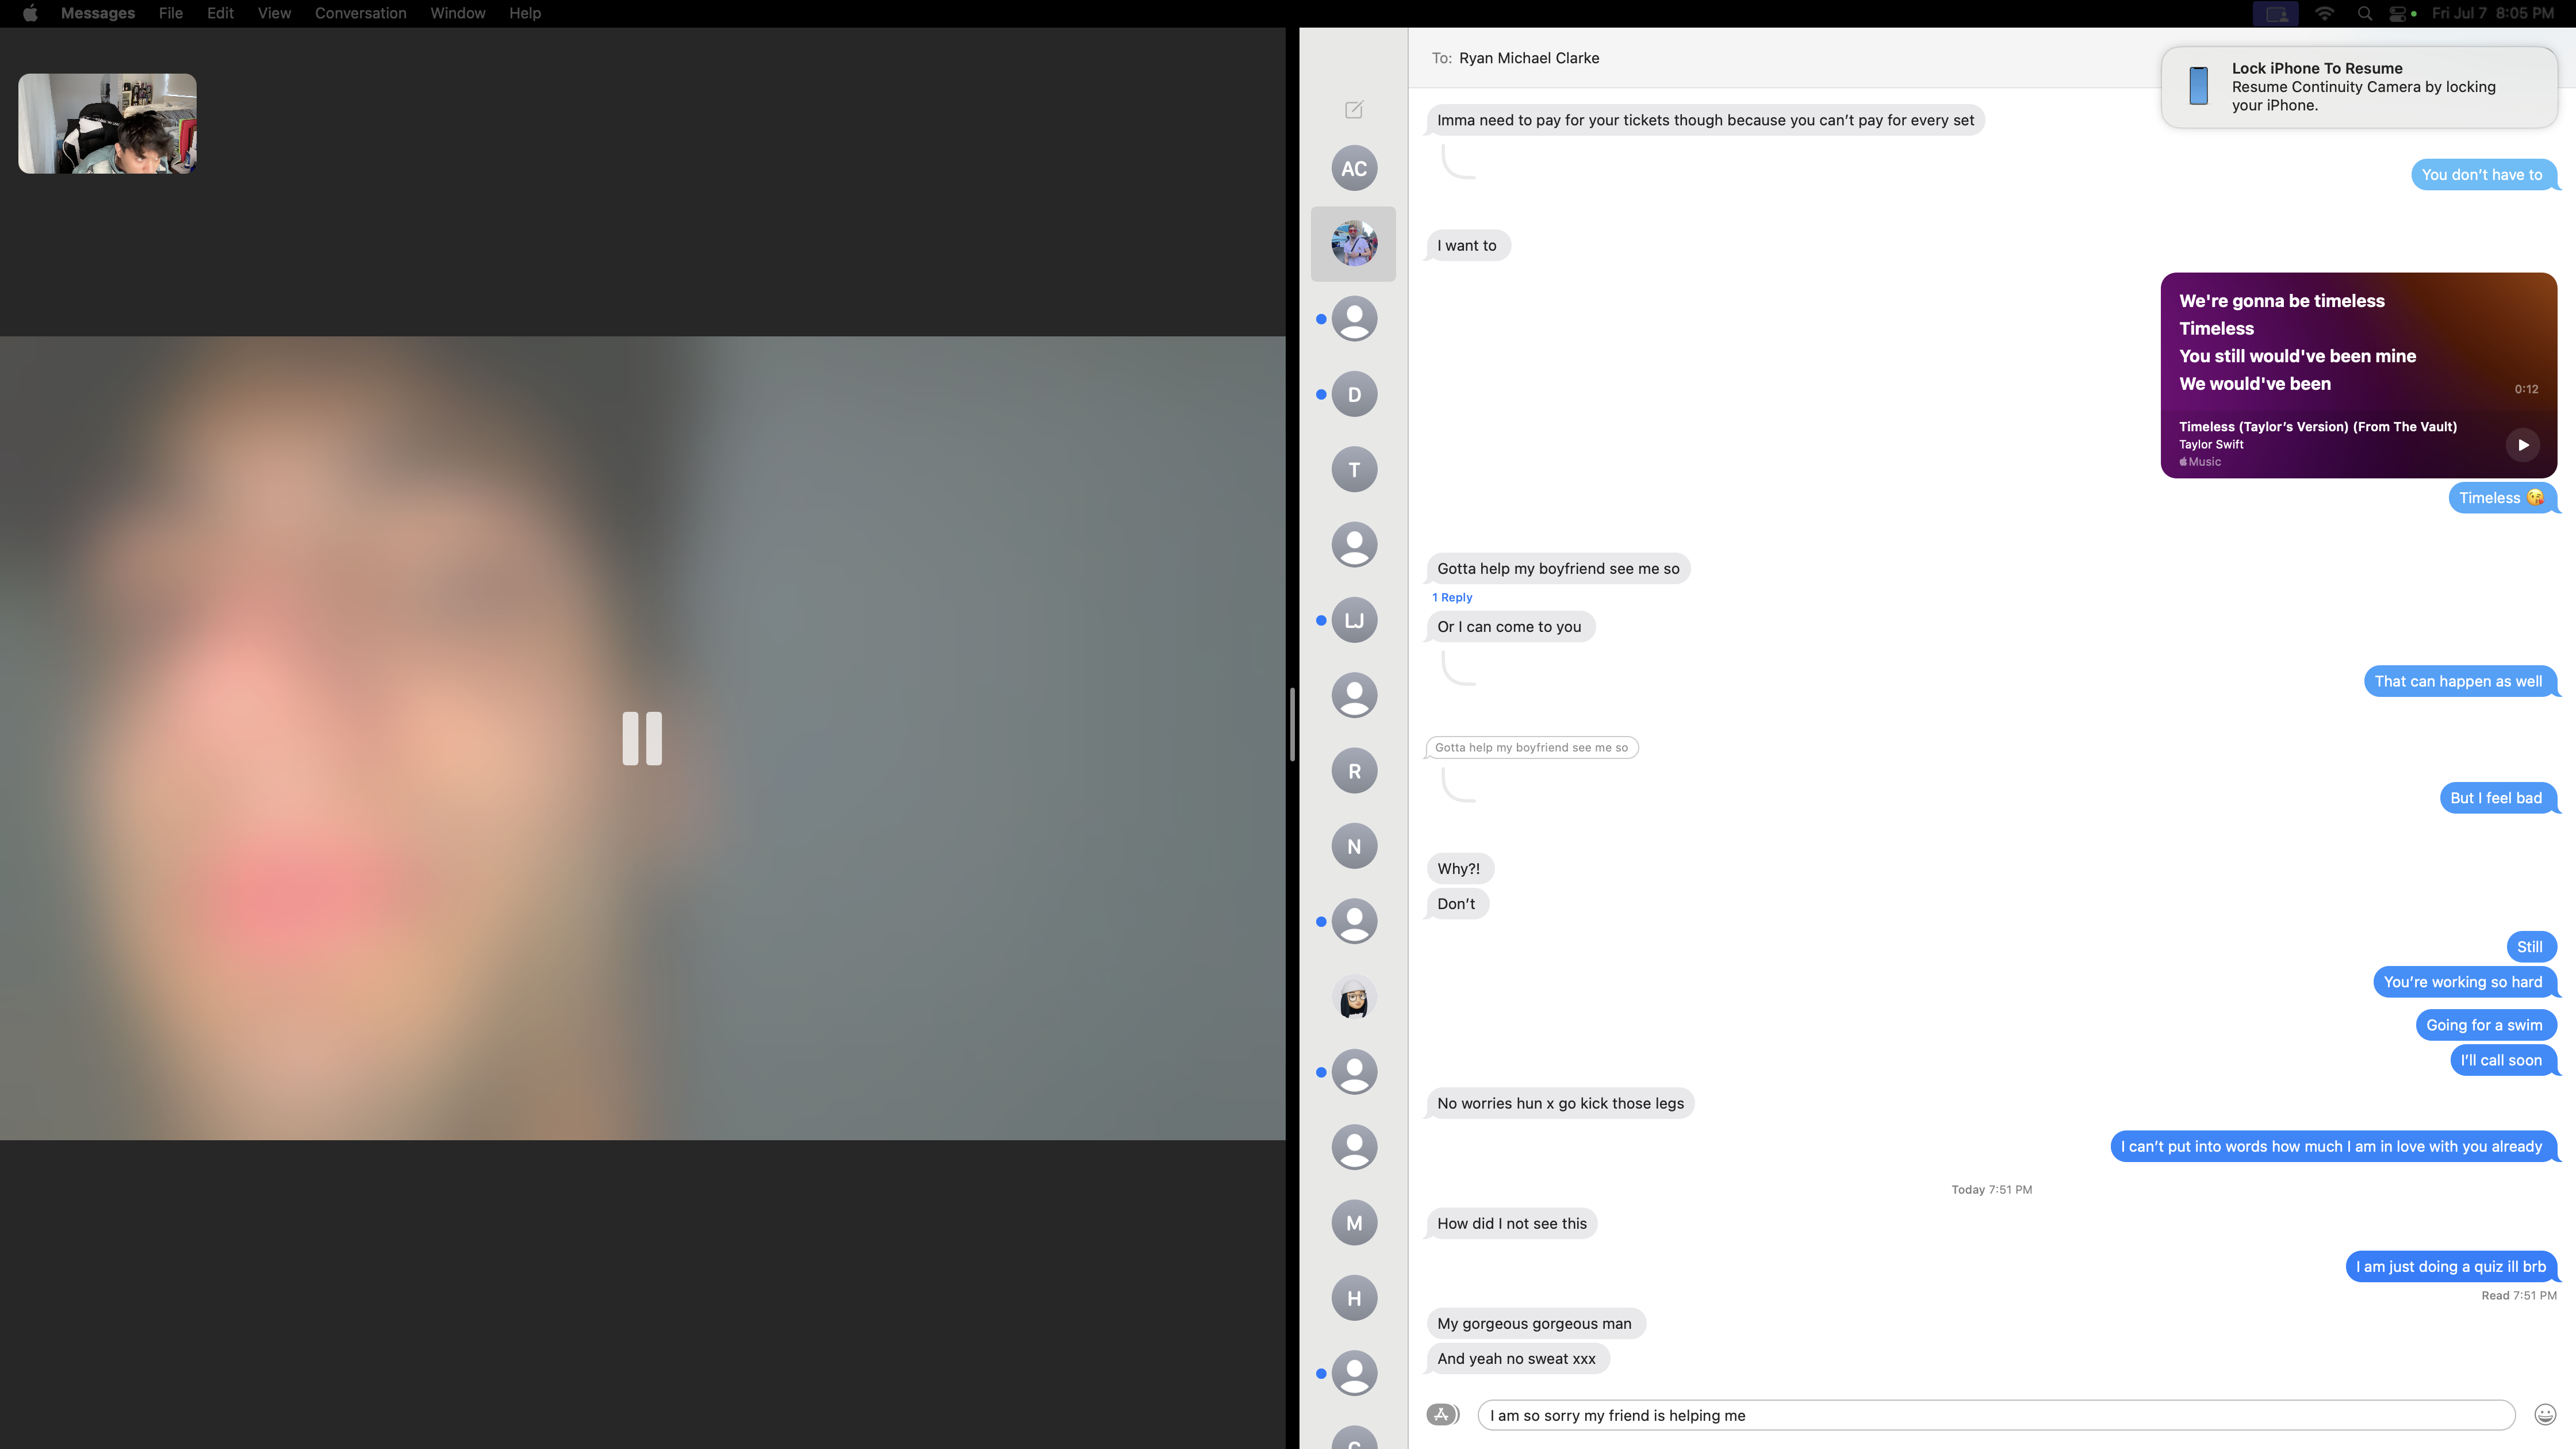 Messages File Edit View Conversation Window Help
Fri Jul 7 8:05 PM
To: Ryan Michael Clarke
Lock iPhone To Resume
Resume Continuity Camera by locking
your iPhone.
AC
D
T
LJ
R
N
M
H
Imma need to pay for your tickets though because you can’t pay for every set
You don’t have to
I want to
We're gonna be timeless
Timeless
You still would've been mine
We would've been
0:12
Timeless (Taylor’s Version) (From The Vault)
Taylor Swift
Music
Timeless 😘
Gotta help my boyfriend see me so
1 Reply
Or I can come to you
That can happen as well
Gotta help my boyfriend see me so
But I feel bad
Why?!
Don’t
Still
You’re working so hard
Going for a swim
I’ll call soon
No worries hun x go kick those legs
I can’t put into words how much I am in love with you already
Today 7:51 PM
How did I not see this
I am just doing a quiz ill brb
Read 7:51 PM
My gorgeous gorgeous man
And yeah no sweat xxx
I am so sorry my friend is helping me